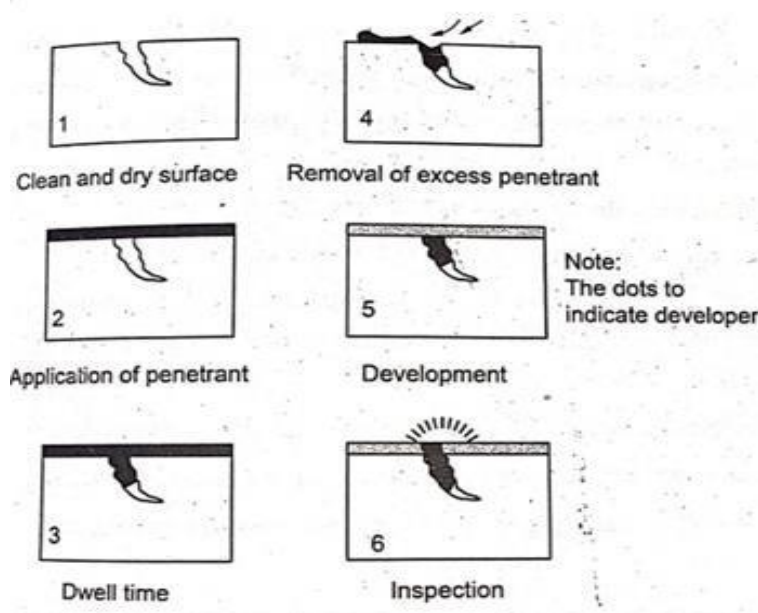 1
Clean and dry surface
2
Application of penetrant
3
Dwell time
4
Removal of excess penetrant
5
Development
Note:
The dots to
indicate developer
6
Inspection